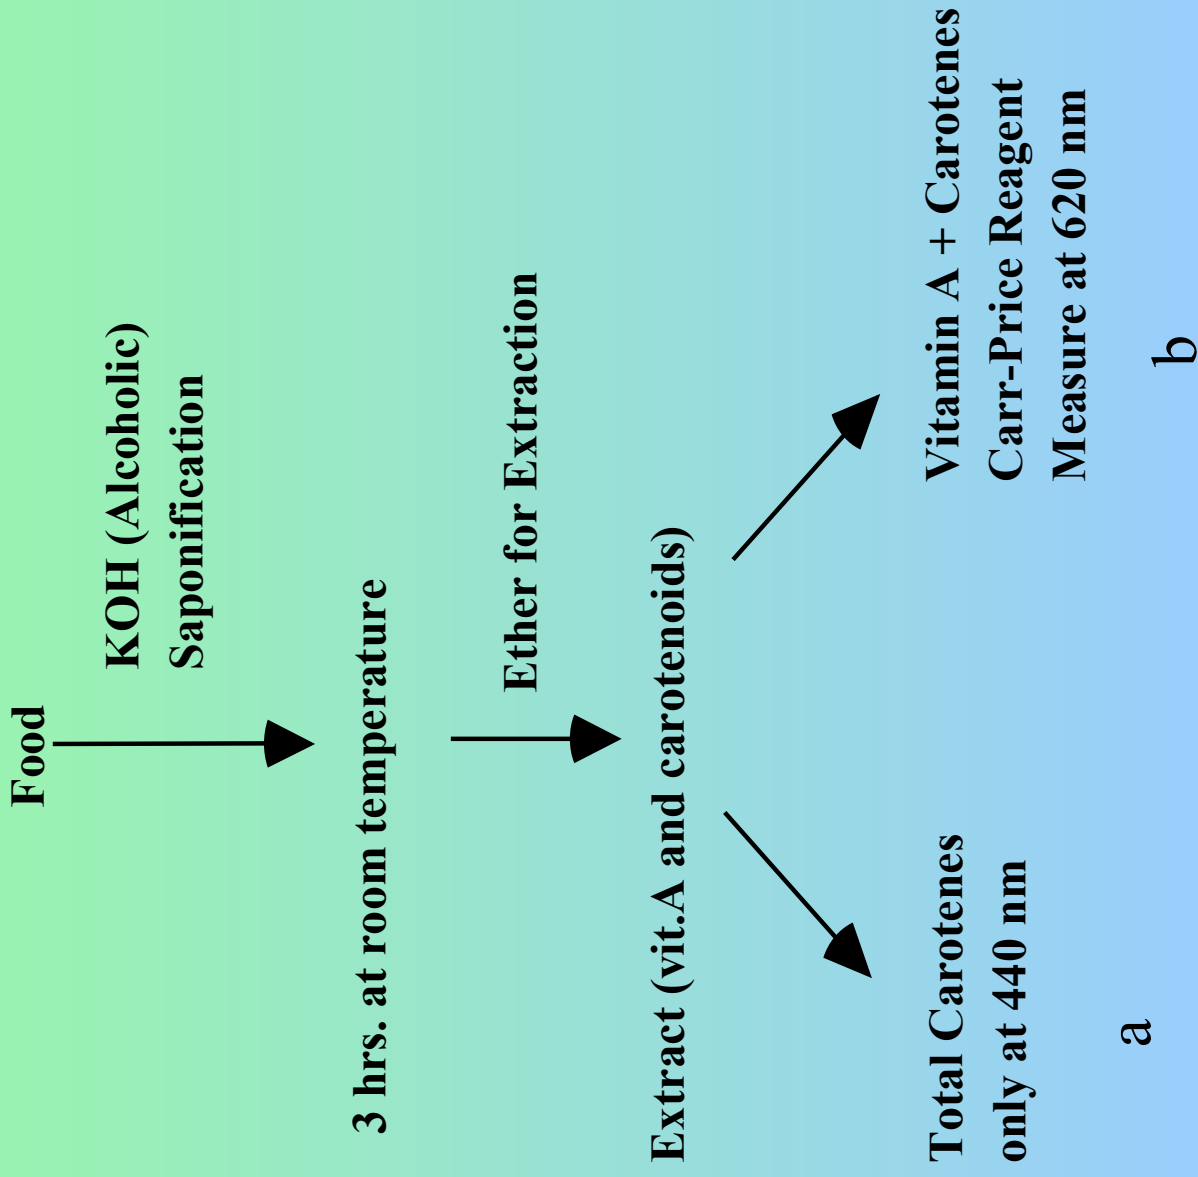 Food
KOH (Alcoholic)
Saponification
3 hrs. at room temperature
Ether for Extraction
Extract (vit.A and carotenoids)
Total Carotenes
only at 440 nm
a
Vitamin A + Carotenes
Carr-Price Reagent
Measure at 620 nm
b